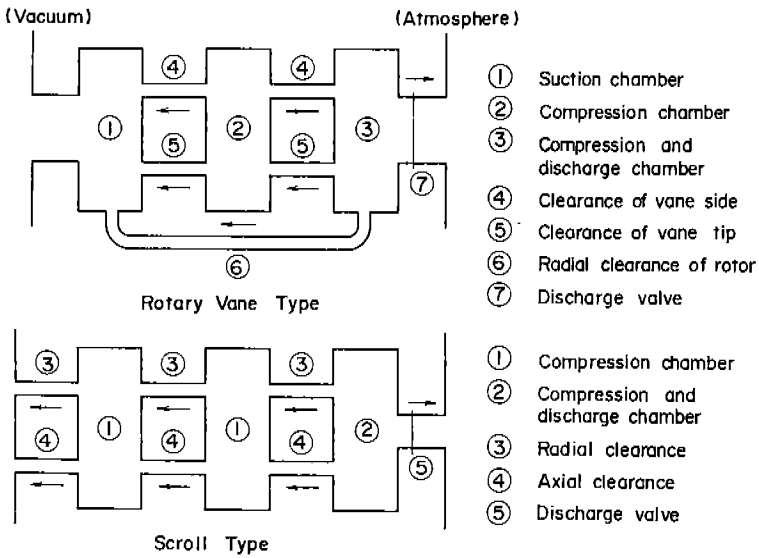 (Vacuum)
(Atmosphere)
④ ④
① ⑤ ② ⑤ ③
⑦
⑥
Rotary Vane Type
① Suction chamber
② Compression chamber
③ Compression and
discharge chamber
④ Clearance of vane side
⑤ Clearance of vane tip
⑥ Radial clearance of rotor
⑦ Discharge valve
③ ③ ③
④ ① ④ ① ④ ②
⑤
Scroll Type
① Compression chamber
② Compression and
discharge chamber
③ Radial clearance
④ Axial clearance
⑤ Discharge valve